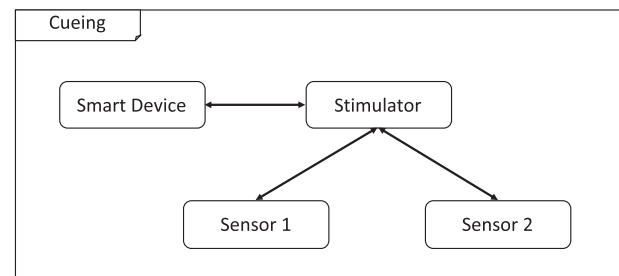 Cueing
Smart Device
Stimulator
Sensor 1
Sensor 2